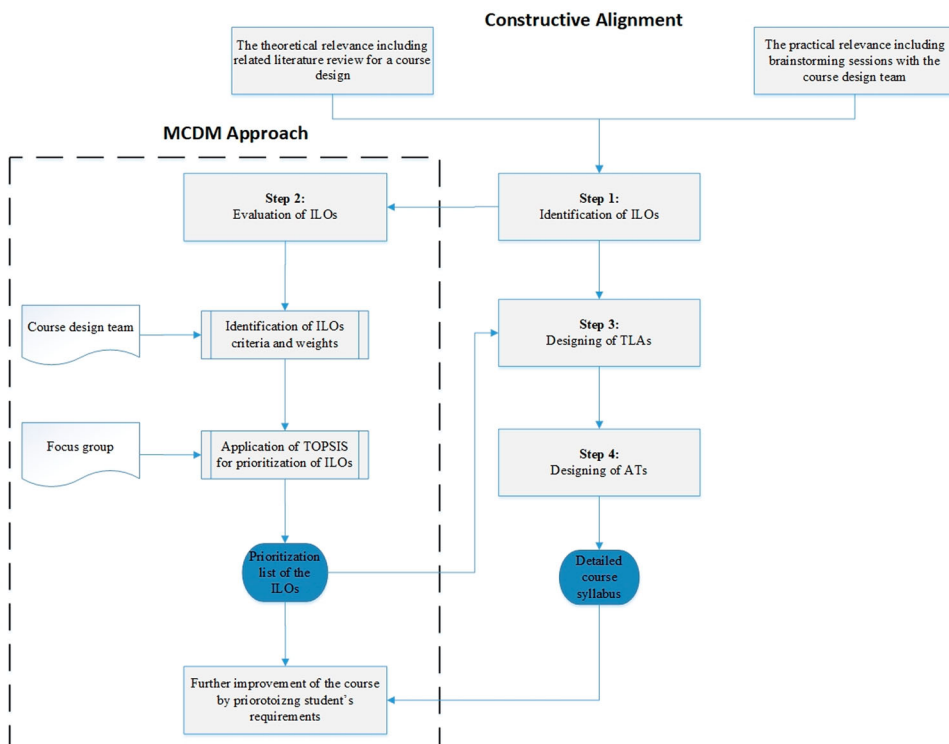 Constructive Alignment
The theoretical relevance including
related literature review for a course
design
The practical relevance including
brainstorming sessions with the
course design team
MCDM Approach
Step 2:
Evaluation of ILOs
Step 1:
Identification of ILOs
Course design team
Identification of ILOs
criteria and weights
Step 3:
Designing of TLAs
Focus group
Application of TOPSIS
for prioritization of ILOs
Step 4:
Designing of ATs
Prioritization
list of the
ILOs
Detailed
course
syllabus
Further improvement of the course
by priorotoizng student's
requirements